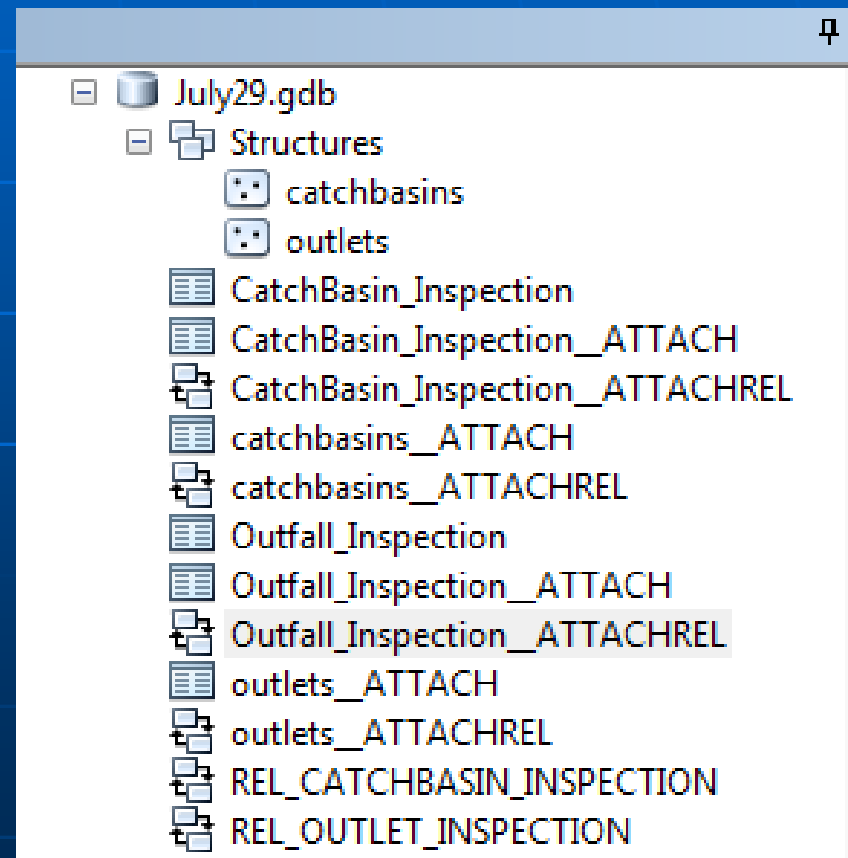 July29.gdb
Structures
catchbasins
outlets
CatchBasin_Inspection
CatchBasin_Inspection__ATTACH
CatchBasin_Inspection__ATTACHREL
catchbasins__ATTACH
catchbasins__ATTACHREL
Outfall_Inspection
Outfall_Inspection__ATTACH
Outfall_Inspection__ATTACHREL
outlets__ATTACH
outlets__ATTACHREL
REL_CATCHBASIN_INSPECTION
REL_OUTLET_INSPECTION